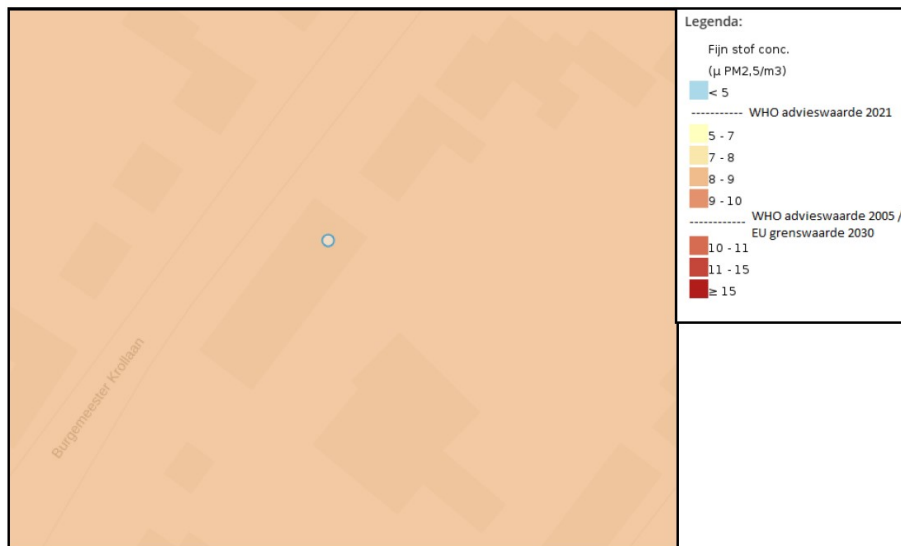 Burgemeester Krollaan
Legenda:
Fijn stof conc.
(μ PM2,5/m3)
< 5
----------- WHO advieswaarde 2021
5 - 7
7 - 8
8 - 9
9 - 10
------------ WHO advieswaarde 2005 /
EU grenswaarde 2030
10 - 11
11 - 15
≥ 15